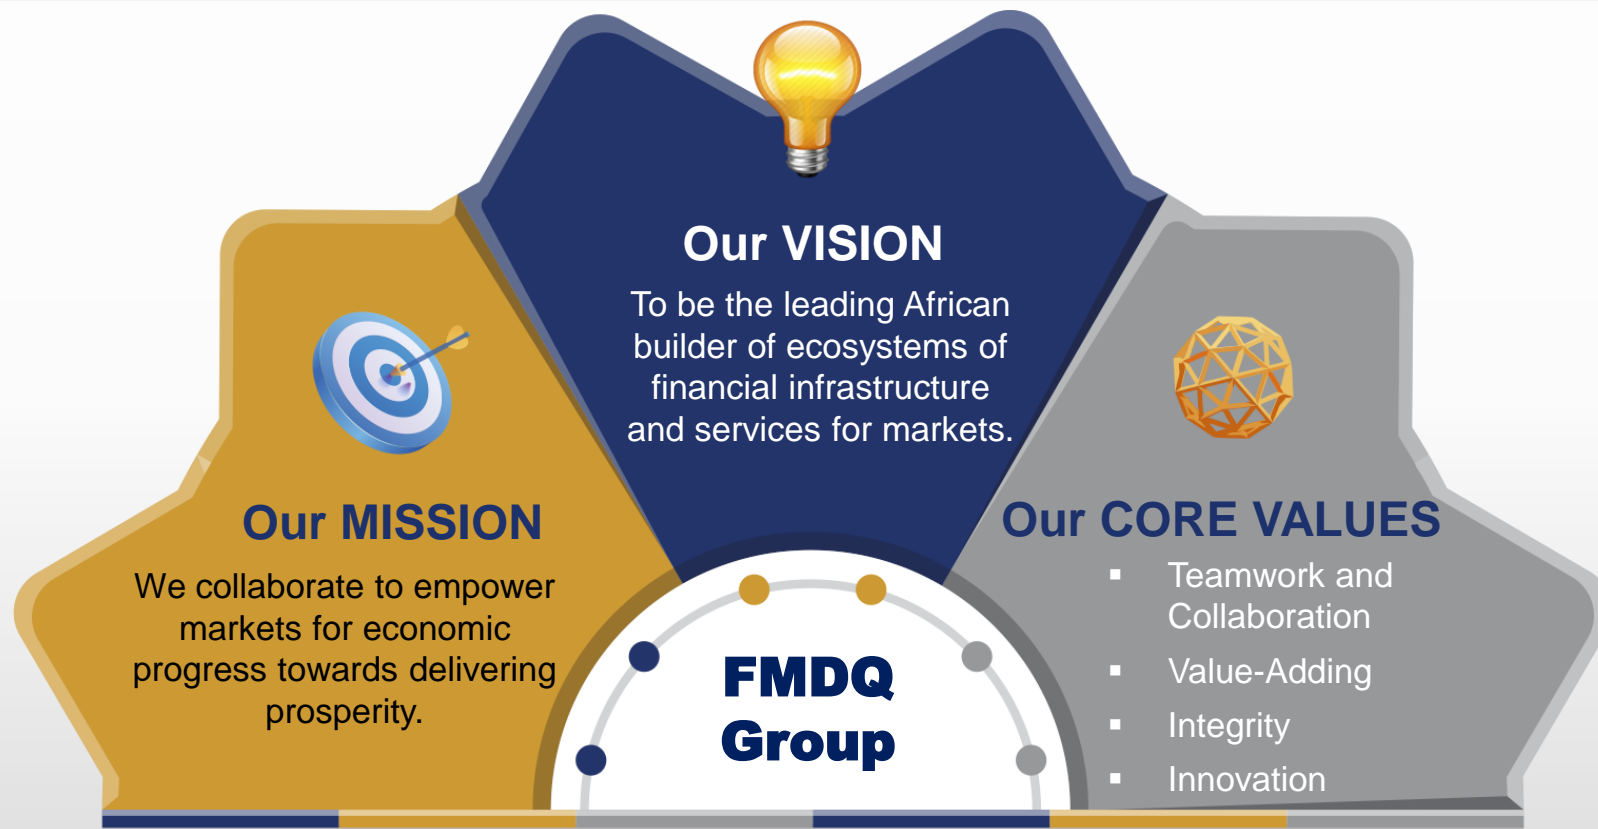 Our VISION
To be the leading African
builder of ecosystems of
financial infrastructure
and services for markets.
Our MISSION
We collaborate to empower
markets for economic
progress towards delivering
prosperity.
Our CORE VALUES
▪ Teamwork and
Collaboration
▪ Value-Adding
▪ Integrity
▪ Innovation
FMDQ
Group